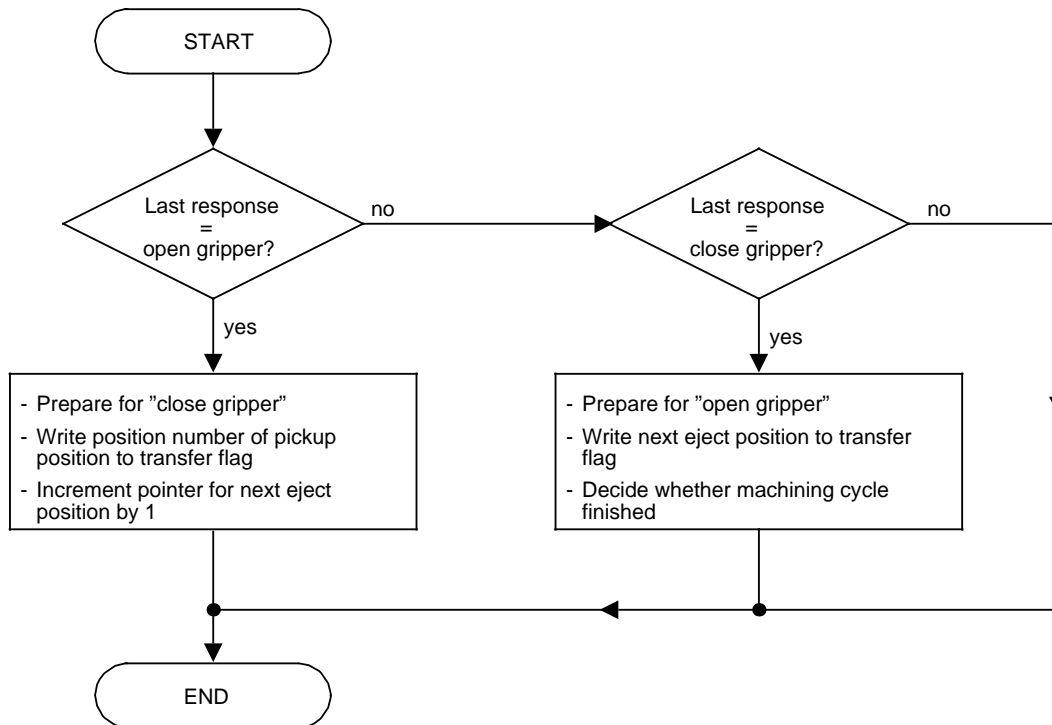 START
Last response
=
open gripper?
no
Last response
=
close gripper?
no
yes
yes
- Prepare for ”close gripper”
- Write position number of pickup
position to transfer flag
- Increment pointer for next eject
position by 1
- Prepare for ”open gripper”
- Write next eject position to transfer
flag
- Decide whether machining cycle
finished
END